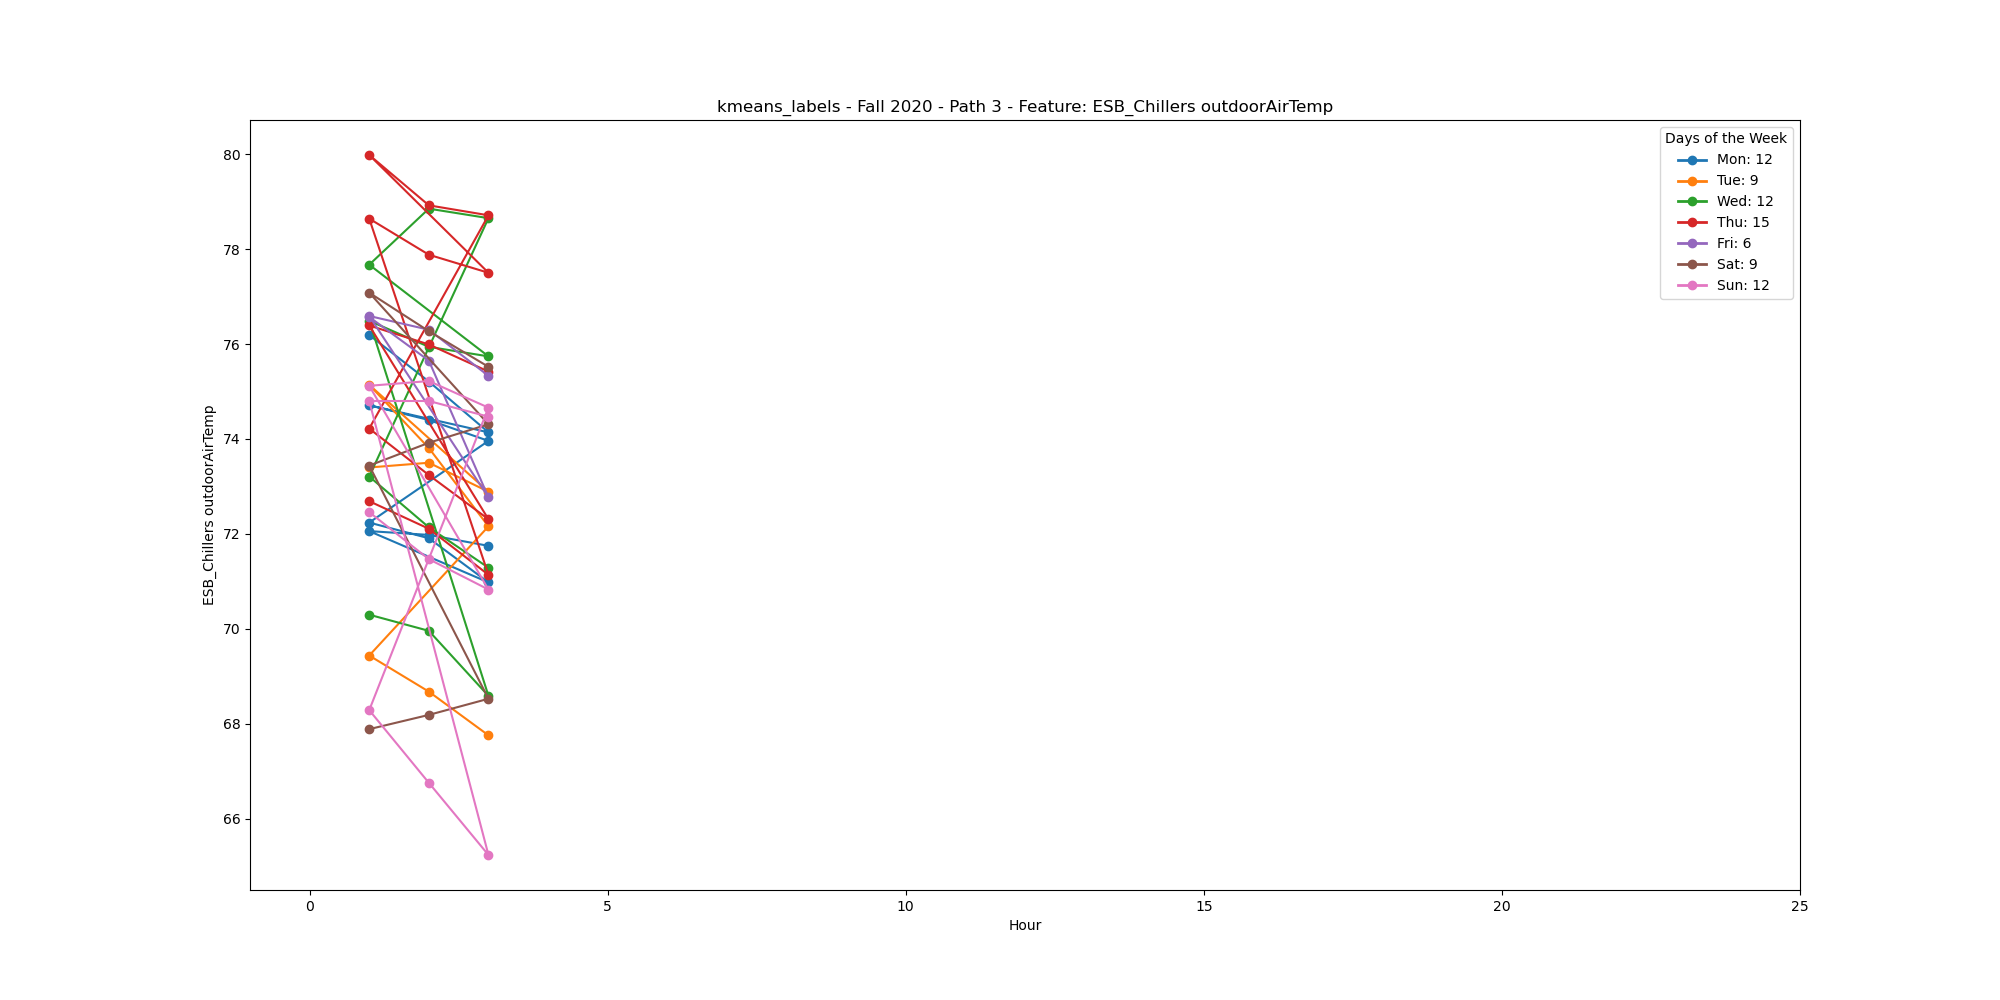 kmeans_labels - Fall 2020 - Path 3 - Feature: ESB_Chillers outdoorAirTemp
Days of the Week
Mon: 12
Tue: 9
Wed: 12
Thu: 15
Fri: 6
Sat: 9
Sun: 12
ESB_Chillers outdoorAirTemp
80
78
76
74
72
70
68
66
0 5 10 15 20 25
Hour